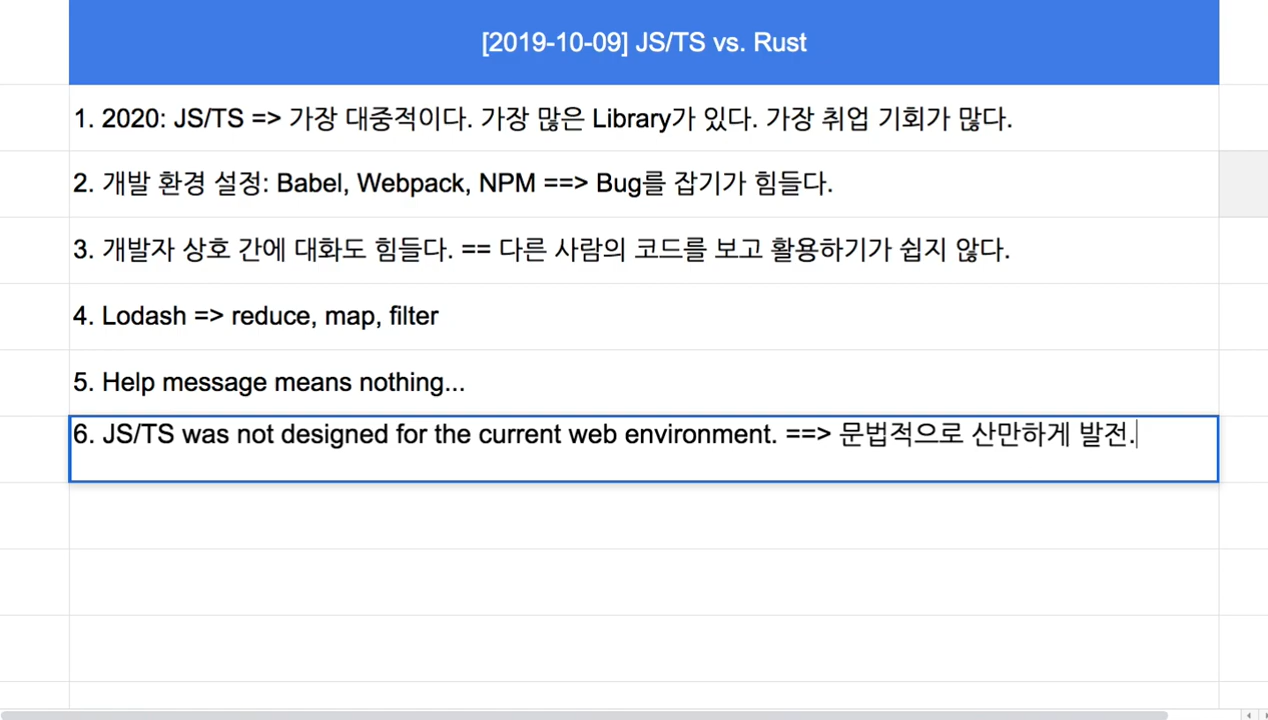 [2019-10-09] JS/TS vs. Rust
1. 2020: JS/TS => 가장 대중적이다. 가장 많은 Library가 있다. 가장 취업 기회가 많다.
2. 개발 환경 설정: Babel, Webpack, NPM ==> Bug를 잡기가 힘들다.
3. 개발자 상호 간에 대화도 힘들다. == 다른 사람의 코드를 보고 활용하기가 쉽지 않다.
4. Lodash => reduce, map, filter
5. Help message means nothing...
6. JS/TS was not designed for the current web environment. ==> 문법적으로 산만하게 발전.